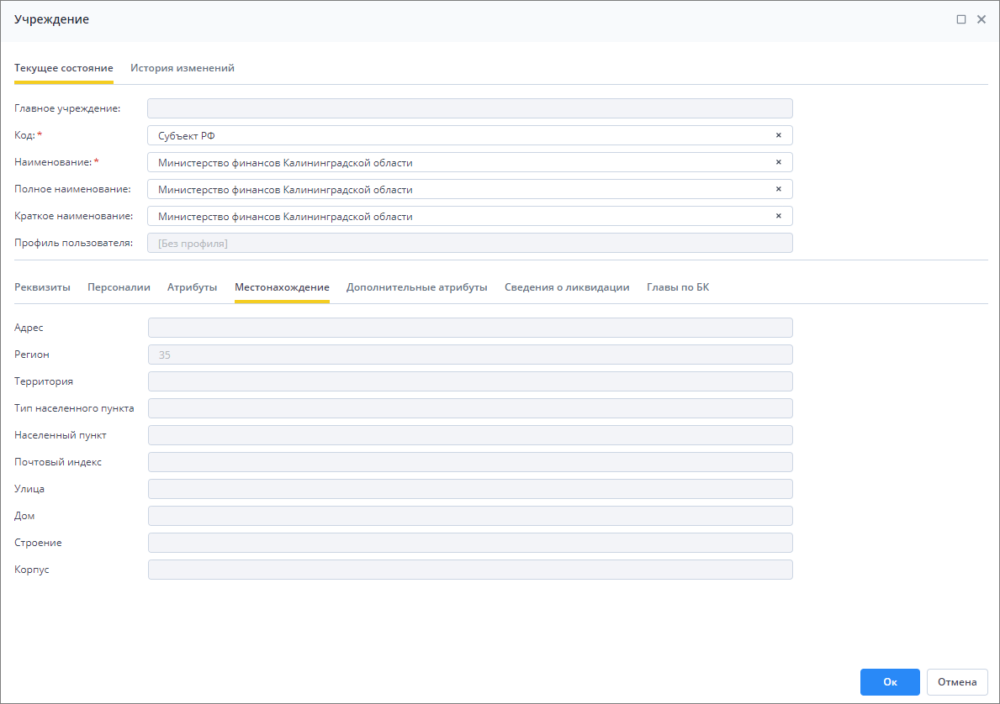 Учреждение
Текущее состояние История изменений
Главное учреждение:
Код: * Субъект РФ
Наименование: * Министерство финансов Калининградской области
Полное наименование: Министерство финансов Калининградской области
Краткое наименование: Министерство финансов Калининградской области
Профиль пользователя: [Без профиля]
Реквизиты Персоналии Атрибуты Местонахождение Дополнительные атрибуты Сведения о ликвидации Главы по БК
Адрес
Регион 35
Территория
Тип населенного пункта
Населенный пункт
Почтовый индекс
Улица
Дом
Строение
Корпус
Ок Отмена